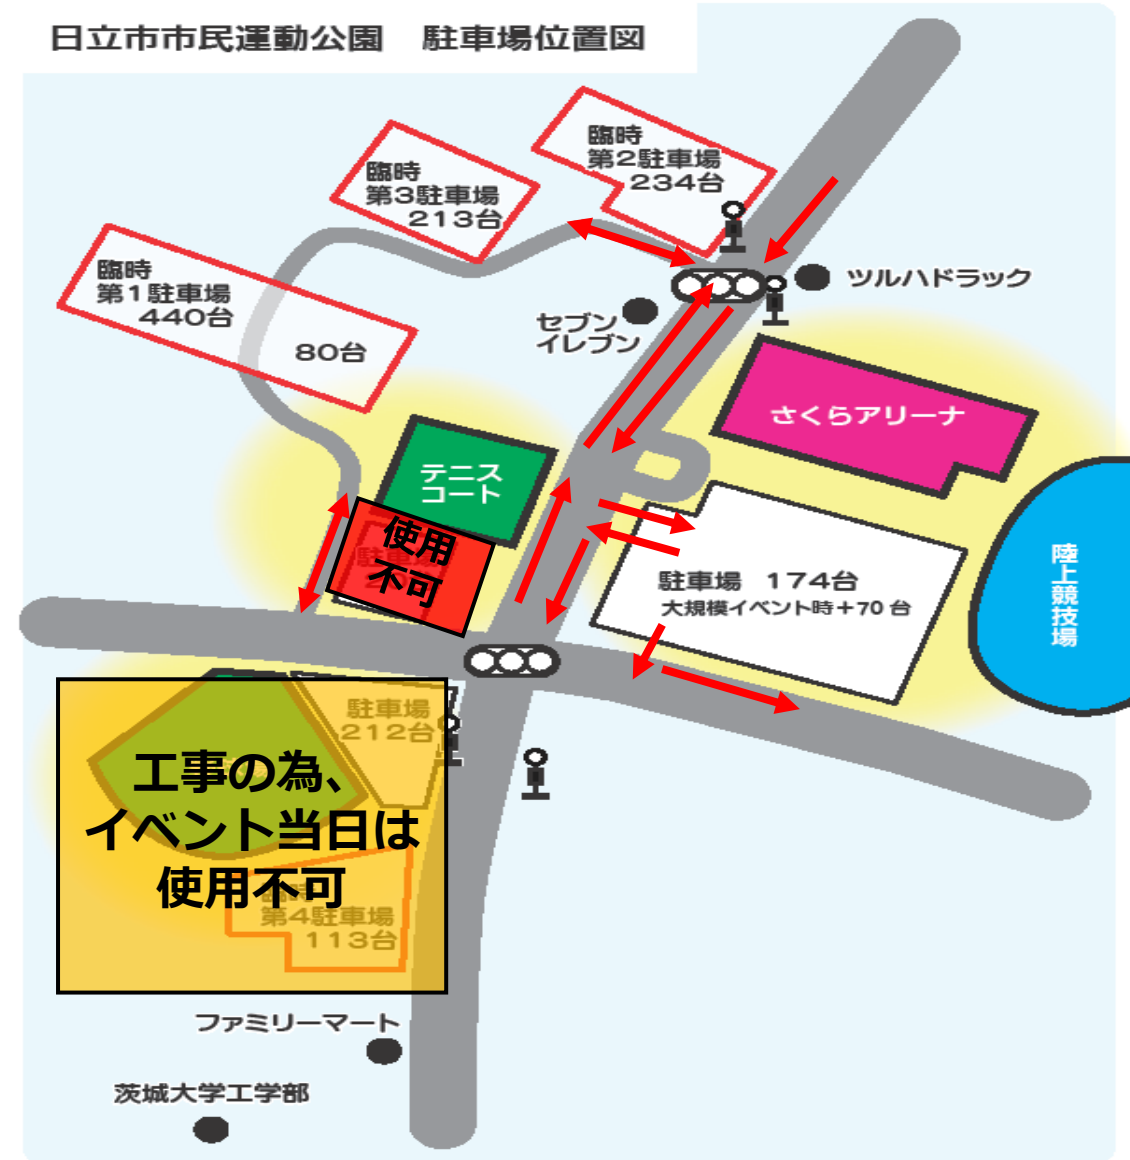 日立市市民運動公園　駐車場位置図
臨時
第2駐車場
234台
臨時
第3駐車場
213台
臨時
第1駐車場
440台
80台
ツルハドラック
セブン
イレブン
さくらアリーナ
テニス
コート
使用
不可
駐車場　174台
大規模イベント時＋70台
陸上競技場
駐車場
212台
工事の為、
イベント当日は
使用不可
臨時
第4駐車場
113台
ファミリーマート
茨城大学工学部